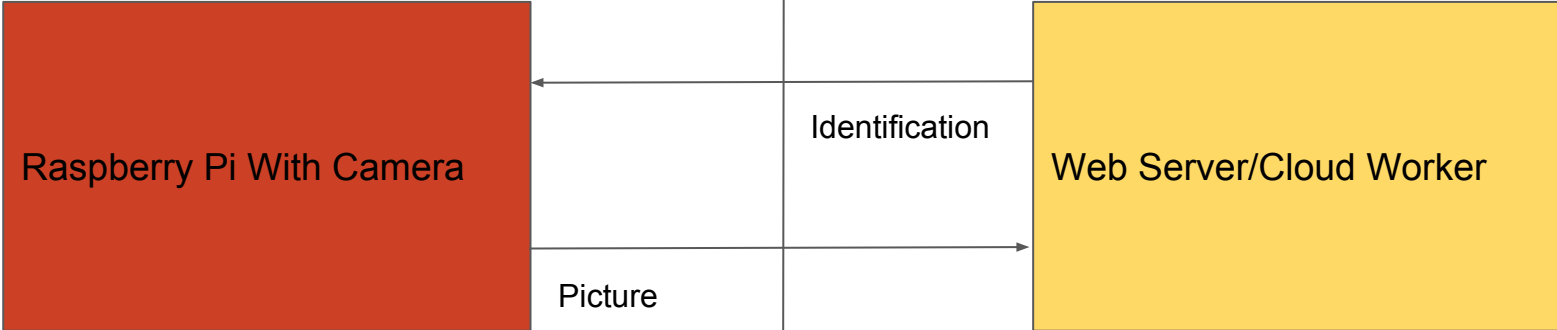 Raspberry Pi With Camera
Identification
Picture
Web Server/Cloud Worker